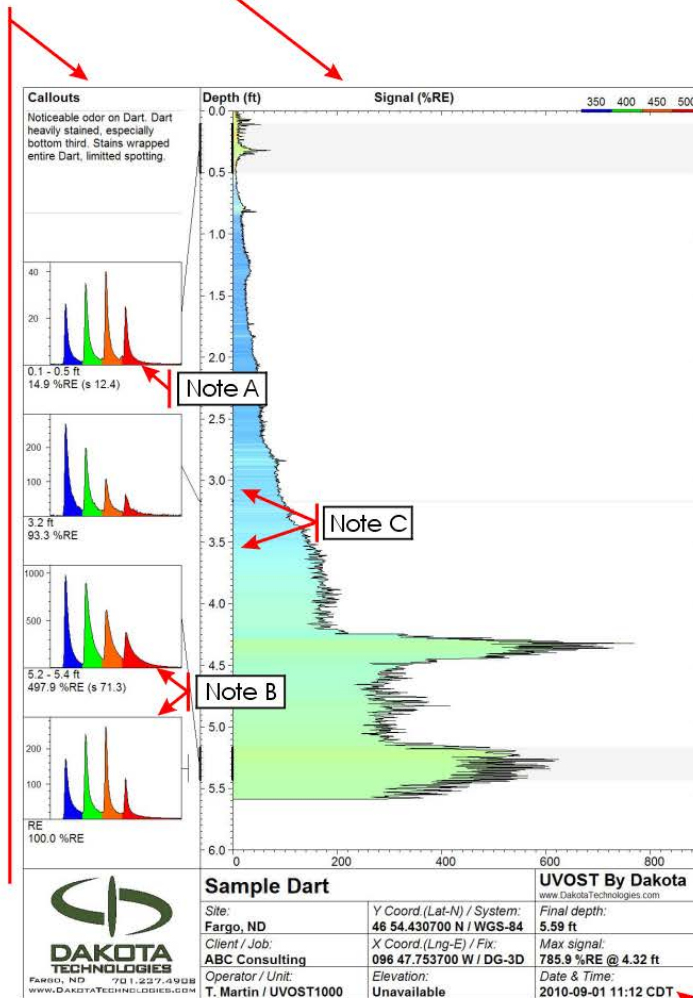 Callouts
Noticeable odor on Dart. Dart
heavily stained, especially
bottom third. Stains wrapped
entire Dart, limitted spotting.
Depth (ft)
Signal (%RE)
350 400 450 500
0.0
0.5
1.0
1.5
2.0
2.5
3.0
3.5
4.0
4.5
5.0
5.5
6.0
0 200 400 600 800
40
20
0.1 - 0.5 ft
14.9 %RE (s 12.4)
Note A
200
100
3.2 ft
93.3 %RE
Note C
1000
500
5.2 - 5.4 ft
497.9 %RE (s 71.3)
Note B
200
100
RE
100.0 %RE
DAKOTA
TECHNOLOGIES
FARGO, ND 701.237.4908
WWW.DAKOTATECHNOLOGIES.COM
Sample Dart
UVOST By Dakota
www.DakotaTechnologies.com
Site:
Fargo, ND
Y Coord.(Lat-N) / System:
46 54.430700 N / WGS-84
Final depth:
5.59 ft
Client / Job:
ABC Consulting
X Coord.(Lng-E) / Fix:
096 47.753700 W / DG-3D
Max signal:
785.9 %RE @ 4.32 ft
Operator / Unit:
T. Martin / UVOST1000
Elevation:
Unavailable
Date & Time:
2010-09-01 11:12 CDT